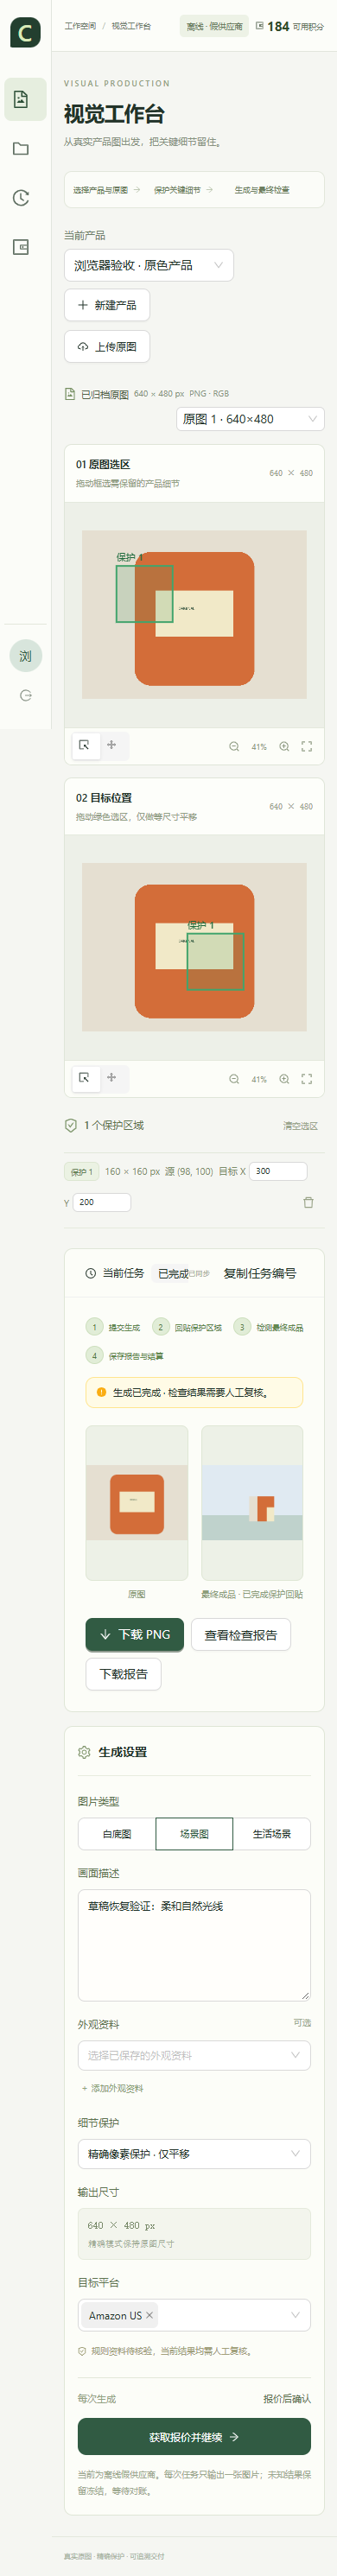 C
工作空间 / 视觉工作台
离线 · 假供应商
184 可用积分
VISUAL PRODUCTION
视觉工作台
从真实产品图出发，把关键细节留住。
选择产品与原图 → 保护关键细节 → 生成与最终检查
当前产品
浏览器验收 · 原色产品
+ 新建产品
上传原图
已归档原图 640 × 480 px PNG · RGB
原图 1 · 640×480
01 原图选区
拖动框选需保留的产品细节
640 × 480
保护 1
41%
02 目标位置
拖动绿色选区，仅做等尺寸平移
640 × 480
保护 1
41%
1 个保护区域
清空选区
保护 1 160 × 160 px 源 (98, 100) 目标 X 300
Y 200
浏
当前任务 已完成 已同步 复制任务编号
1 提交生成 2 回贴保护区域 3 检测最终成品
4 保存报告与结算
生成已完成 · 检查结果需要人工复核。
原图
最终成品 · 已完成保护回贴
下载 PNG
查看检查报告
下载报告
生成设置
图片类型
白底图 场景图 生活场景
画面描述
草稿恢复验证：柔和自然光线
外观资料 可选
选择已保存的外观资料
+ 添加外观资料
细节保护
精确像素保护 · 仅平移
输出尺寸
640 × 480 px
精确模式保持原图尺寸
目标平台
Amazon US ×
规则资料待核验，当前结果均需人工复核。
每次生成 报价后确认
获取报价并继续 →
当前为离线假供应商。每次任务只输出一张图片；未知结果保
留冻结，等待对账。
真实原图 · 精确保护 · 可追溯交付